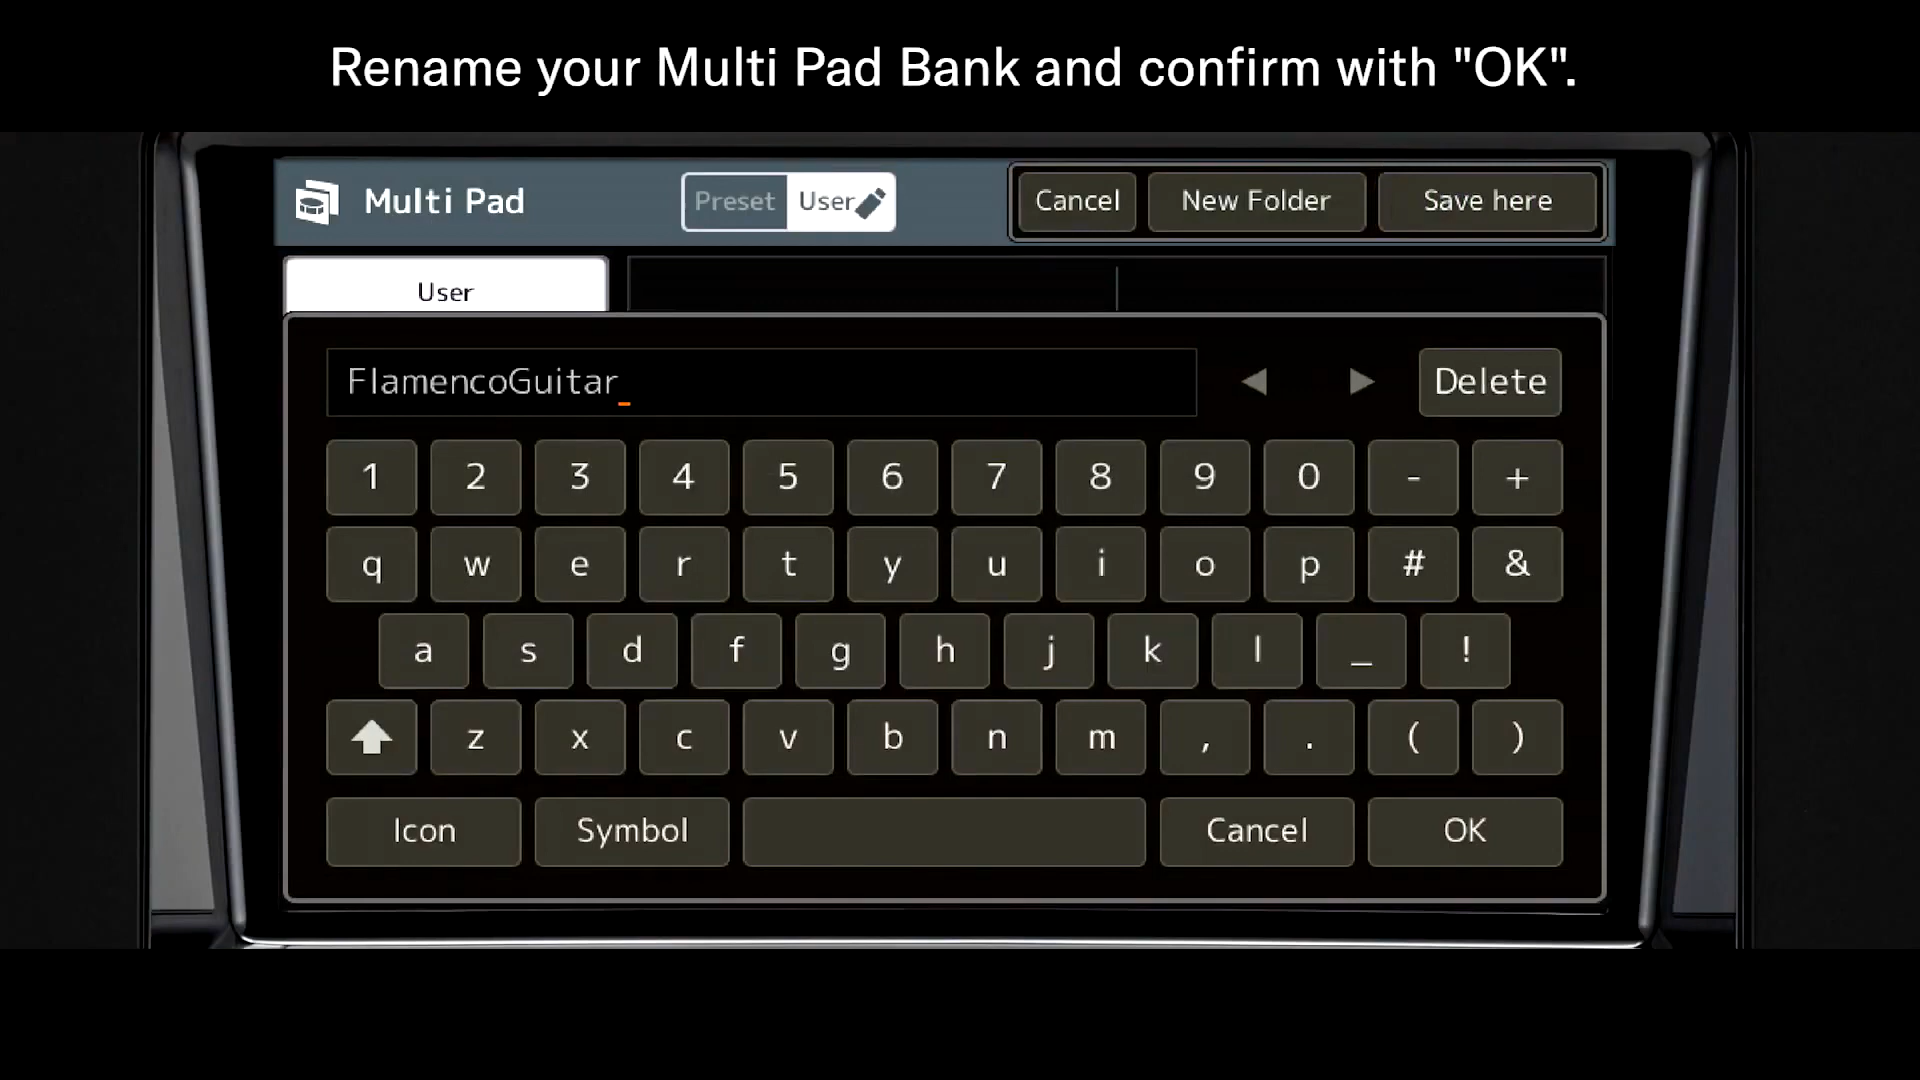 Rename your Multi Pad Bank and confirm with "OK".
Multi Pad Preset User Cancel New Folder Save here
User
FlamencoGuitar_ Delete
1 2 3 4 5 6 7 8 9 0 - +
q w e r t y u i o p # &
a s d f g h j k l _ !
z x c v b n m , . ( )
Icon Symbol Cancel OK